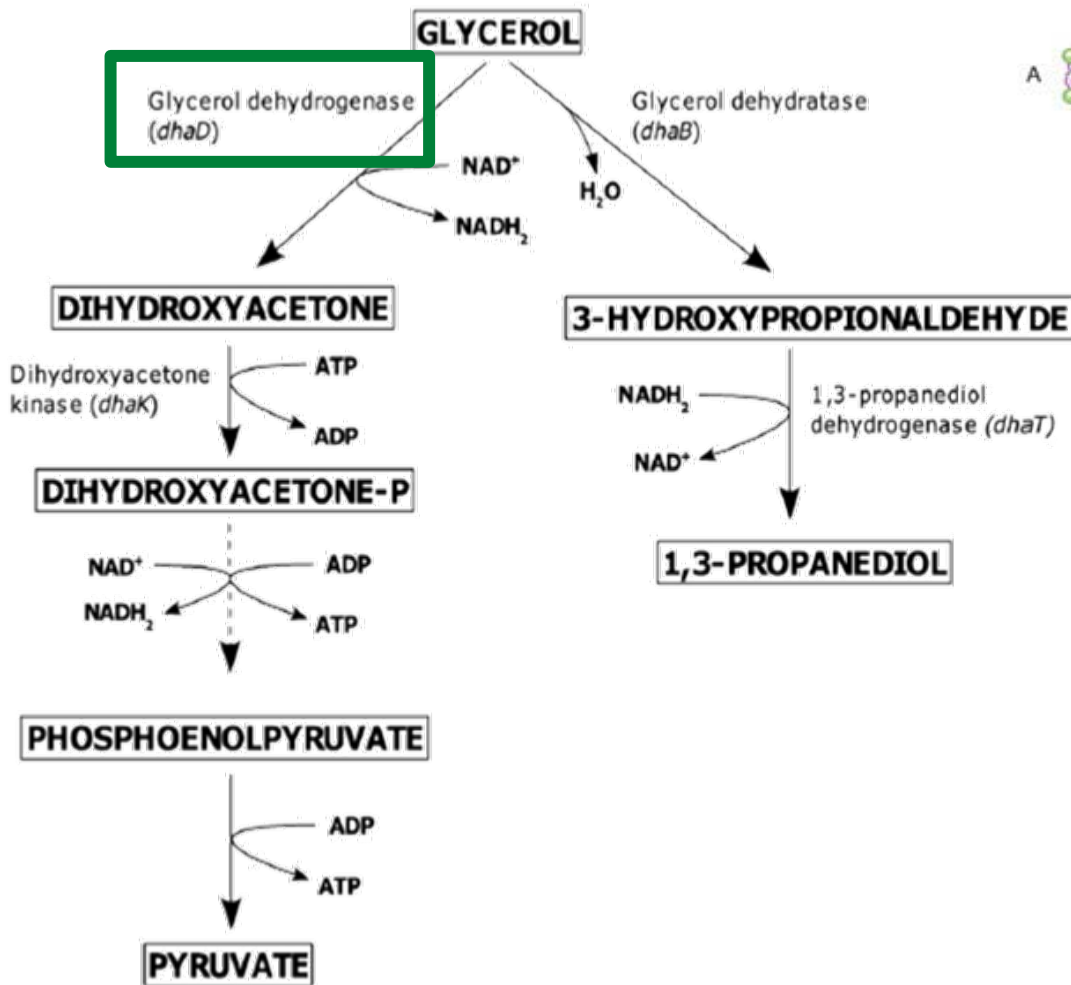 GLYCEROL
A
Glycerol dehydrogenase
(dhaD)
Glycerol dehydratase
(dhaB)
NAD⁺
NADH₂
H₂O
DIHYDROXYACETONE
3-HYDROXYPROPIONALDEHYDE
Dihydroxyacetone
kinase (dhaK)
ATP
ADP
NADH₂
NAD⁺
1,3-propanediol
dehydrogenase (dhaT)
DIHYDROXYACETONE-P
1,3-PROPANEDIOL
NAD⁺
NADH₂
ADP
ATP
PHOSPHOENOLPYRUVATE
ADP
ATP
PYRUVATE